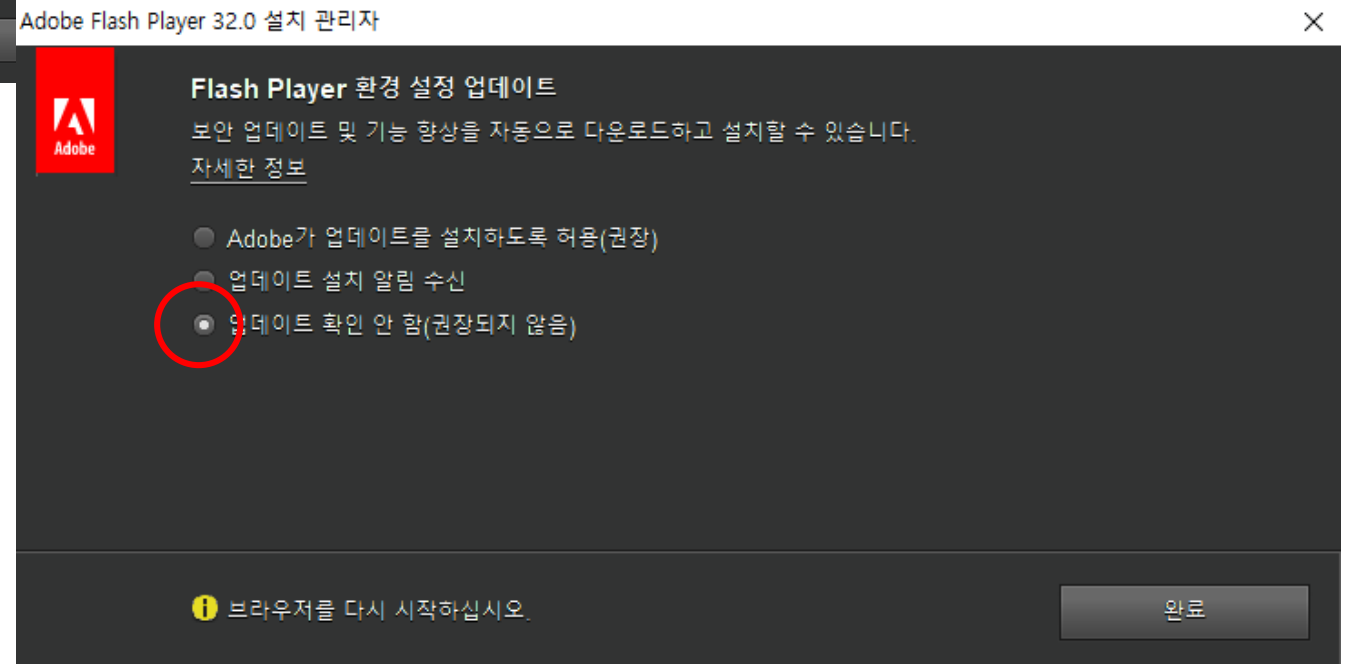 Adobe Flash Player 32.0 설치 관리자
Adobe
Flash Player 환경 설정 업데이트
보안 업데이트 및 기능 향상을 자동으로 다운로드하고 설치할 수 있습니다.
자세한 정보
Adobe가 업데이트를 설치하도록 허용(권장)
업데이트 설치 알림 수신
업데이트 확인 안 함(권장되지 않음)
브라우저를 다시 시작하십시오.
완료